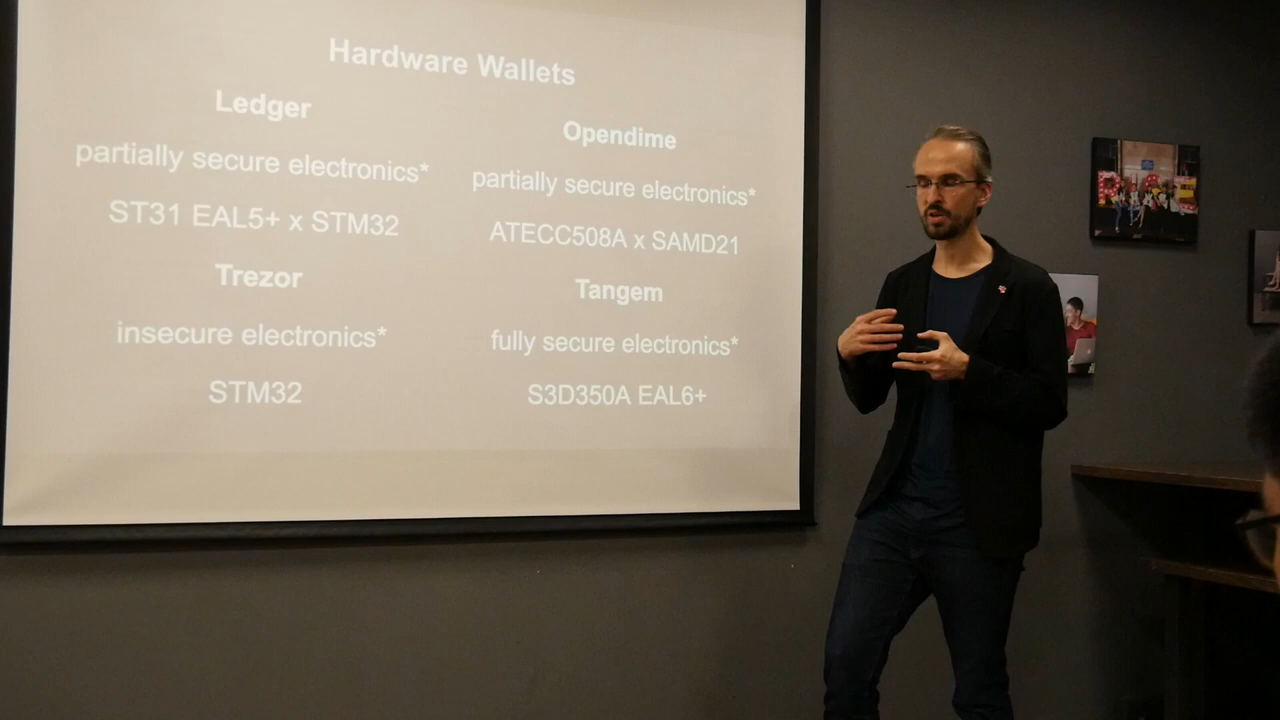 Hardware Wallets
Ledger
partially secure electronics*
ST31 EAL5+ x STM32
Trezor
insecure electronics*
STM32
Opendime
partially secure electronics*
ATECC508A x SAMD21
Tangem
fully secure electronics*
S3D350A EAL6+